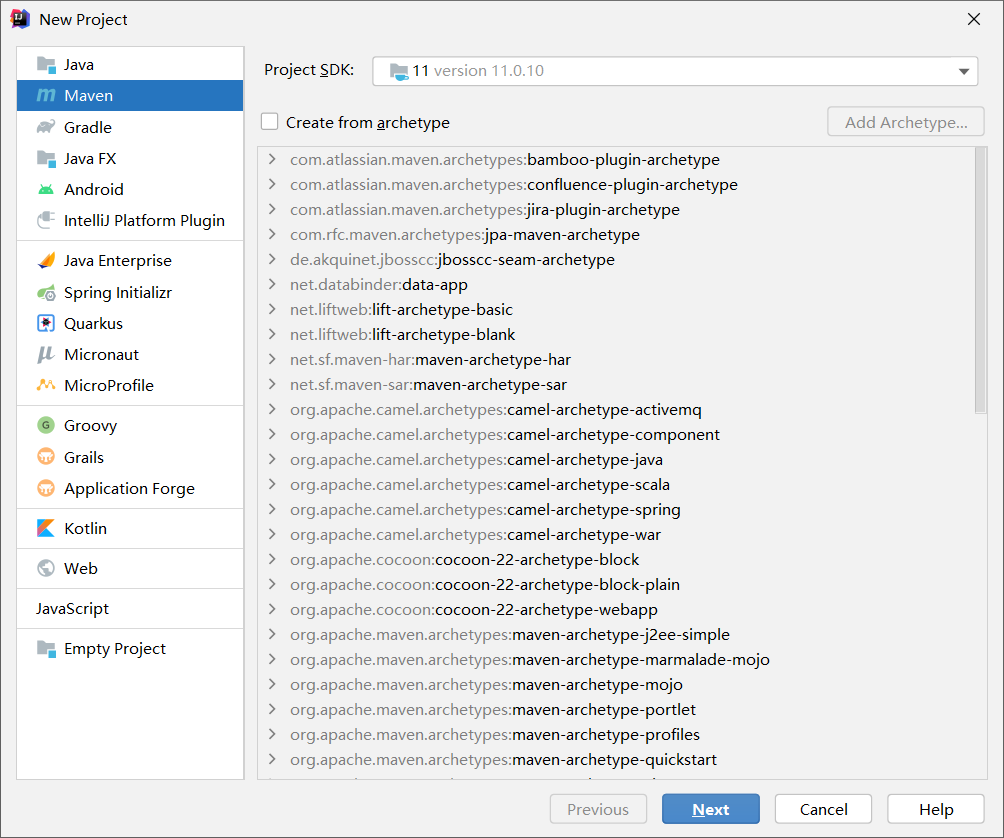 New Project
Java
Maven
Gradle
Java FX
Android
IntelliJ Platform Plugin
Java Enterprise
Spring Initializr
Quarkus
Micronaut
MicroProfile
Groovy
Grails
Application Forge
Kotlin
Web
JavaScript
Empty Project
Project SDK: 11 version 11.0.10
Create from archetype
Add Archetype...
com.atlassian.maven.archetypes:bamboo-plugin-archetype
com.atlassian.maven.archetypes:confluence-plugin-archetype
com.atlassian.maven.archetypes:jira-plugin-archetype
com.rfc.maven.archetypes:jpa-maven-archetype
de.akquinet.jbosscc:jbosscc-seam-archetype
net.databinder:data-app
net.liftweb:lift-archetype-basic
net.liftweb:lift-archetype-blank
net.sf.maven-har:maven-archetype-har
net.sf.maven-sar:maven-archetype-sar
org.apache.camel.archetypes:camel-archetype-activemq
org.apache.camel.archetypes:camel-archetype-component
org.apache.camel.archetypes:camel-archetype-java
org.apache.camel.archetypes:camel-archetype-scala
org.apache.camel.archetypes:camel-archetype-spring
org.apache.camel.archetypes:camel-archetype-war
org.apache.cocoon:cocoon-22-archetype-block
org.apache.cocoon:cocoon-22-archetype-block-plain
org.apache.cocoon:cocoon-22-archetype-webapp
org.apache.maven.archetypes:maven-archetype-j2ee-simple
org.apache.maven.archetypes:maven-archetype-marmalade-mojo
org.apache.maven.archetypes:maven-archetype-mojo
org.apache.maven.archetypes:maven-archetype-portlet
org.apache.maven.archetypes:maven-archetype-profiles
org.apache.maven.archetypes:maven-archetype-quickstart
Previous
Next
Cancel
Help